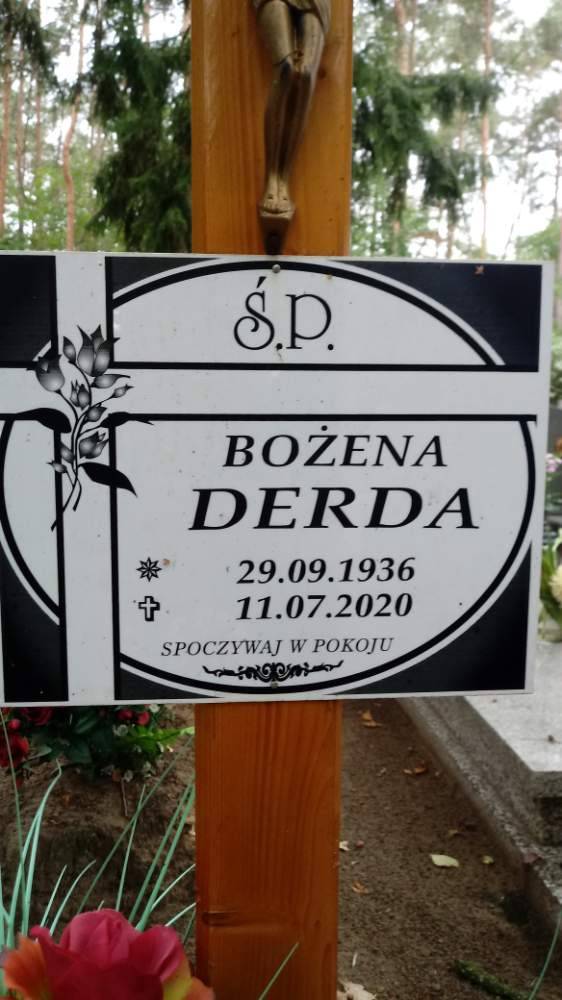 Ś.P.
BOŻENA
DERDA
29.09.1936
11.07.2020
SPOCZYWAJ W POKOJU